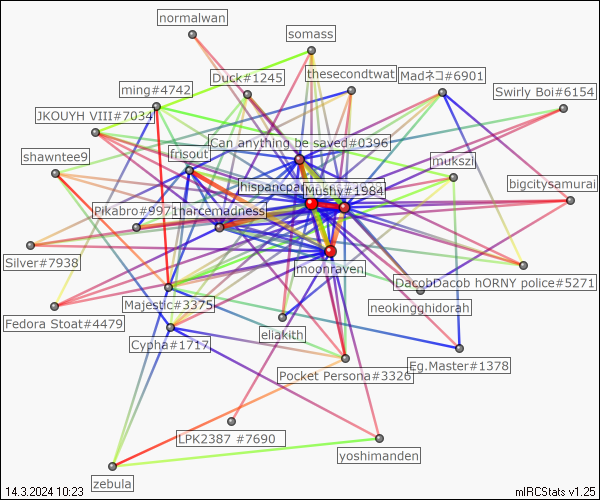 normalwan
somass
thesecondtwat
Madネコ#6901
Duck#1245
ming#4742
Swirly Boi#6154
JKOUYH VIII#7034
Can anything be saved#0396
frisout
shawntee9
mukszi
hispancpa
Mushy#1984
bigcitysamurai
Pikabro#9971
harcemadness
Silver#7938
moonraven
DacobDacob hORNY police#5271
Majestic#3375
neokingghidorah
Fedora Stoat#4479
eliakith
Cypha#1717
Eg.Master#1378
Pocket Persona#3326
LPK2387 #7690
yoshimanden
zebula
14.3.2024 10:23
mIRCStats v1.25